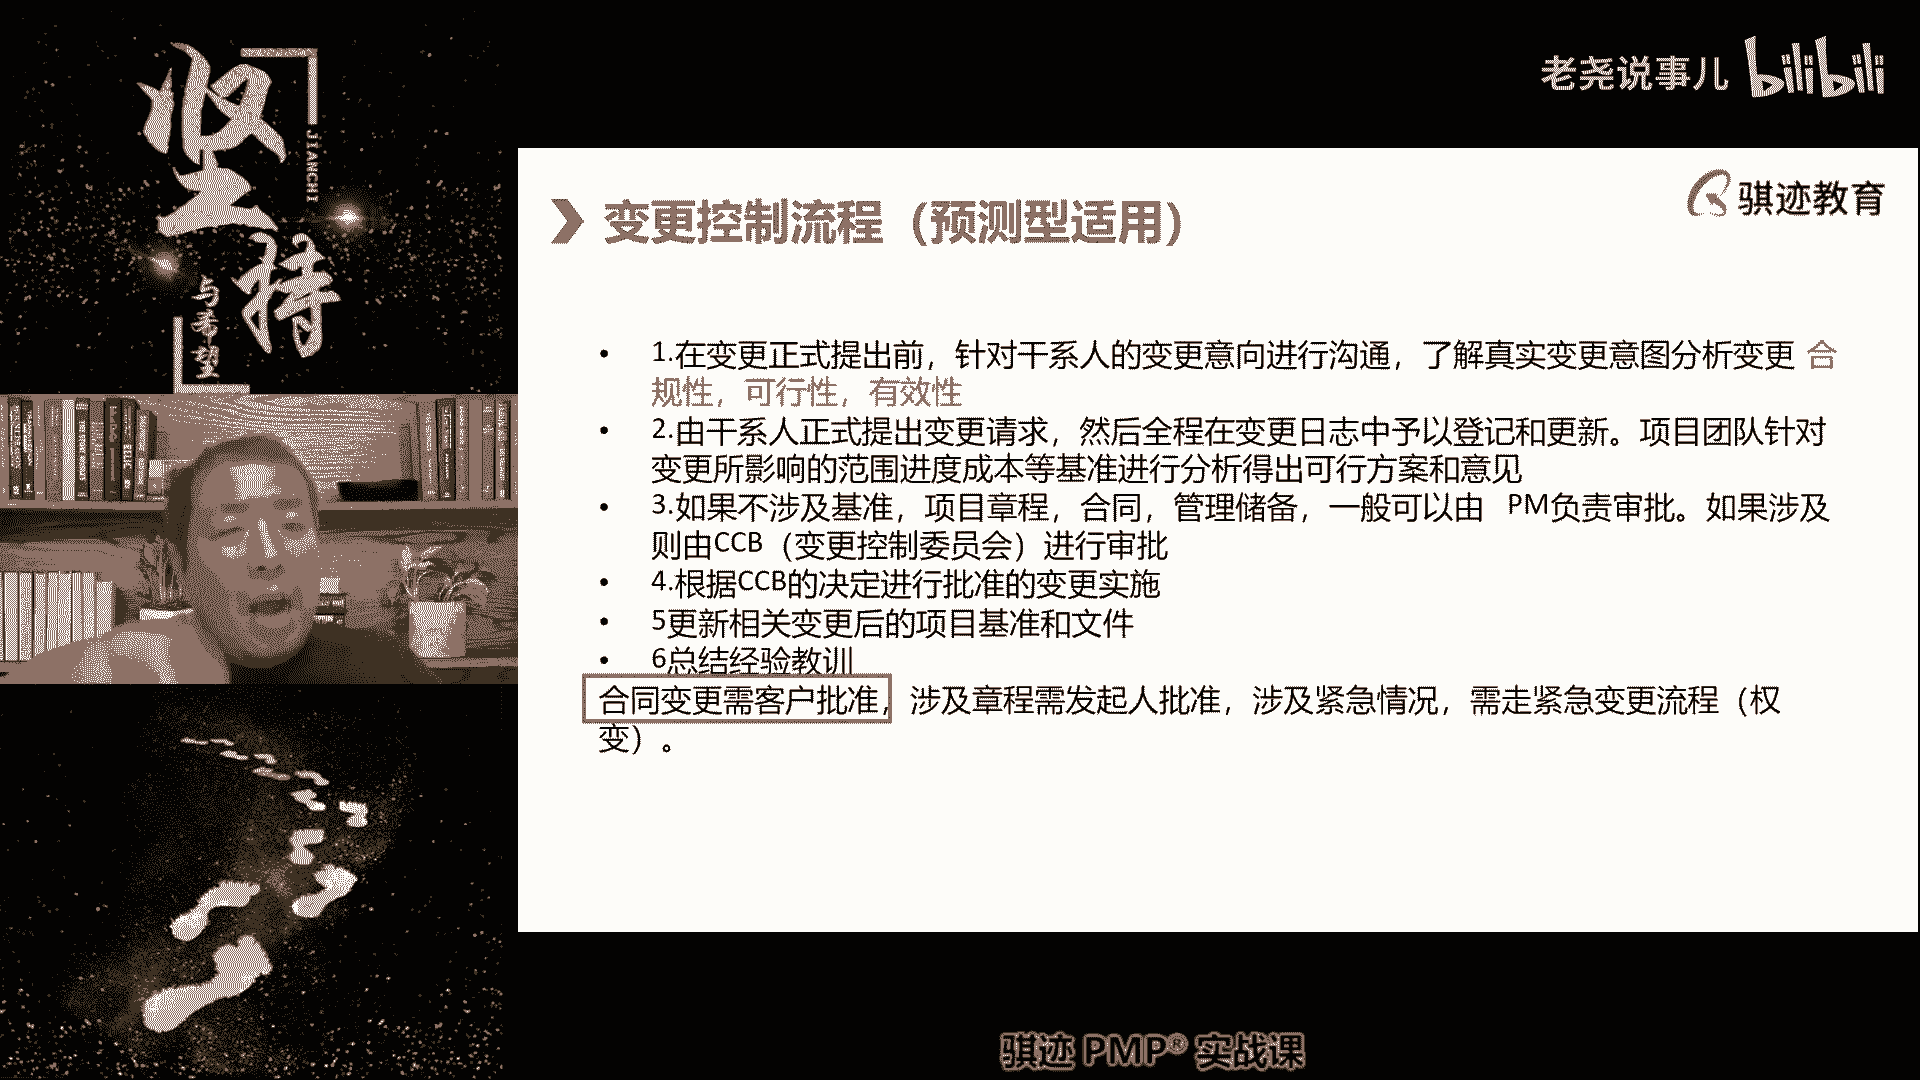 坚
持
JIANCHI
与希望
老尧说事儿 bilibili
骐迹教育
变更控制流程（预测型适用）
• 1.在变更正式提出前，针对干系人的变更意向进行沟通，了解真实变更意图分析变更 合
规性，可行性，有效性
• 2.由干系人正式提出变更请求，然后全程在变更日志中予以登记和更新。项目团队针对
变更所影响的范围进度成本等基准进行分析得出可行方案和意见
• 3.如果不涉及基准，项目章程，合同，管理储备，一般可以由 PM负责审批。如果涉及
则由CCB（变更控制委员会）进行审批
• 4.根据CCB的决定进行批准的变更实施
• 5更新相关变更后的项目基准和文件
• 6总结经验教训
合同变更需客户批准，涉及章程需发起人批准，涉及紧急情况，需走紧急变更流程（权
变）。
骐迹 PMP® 实战课